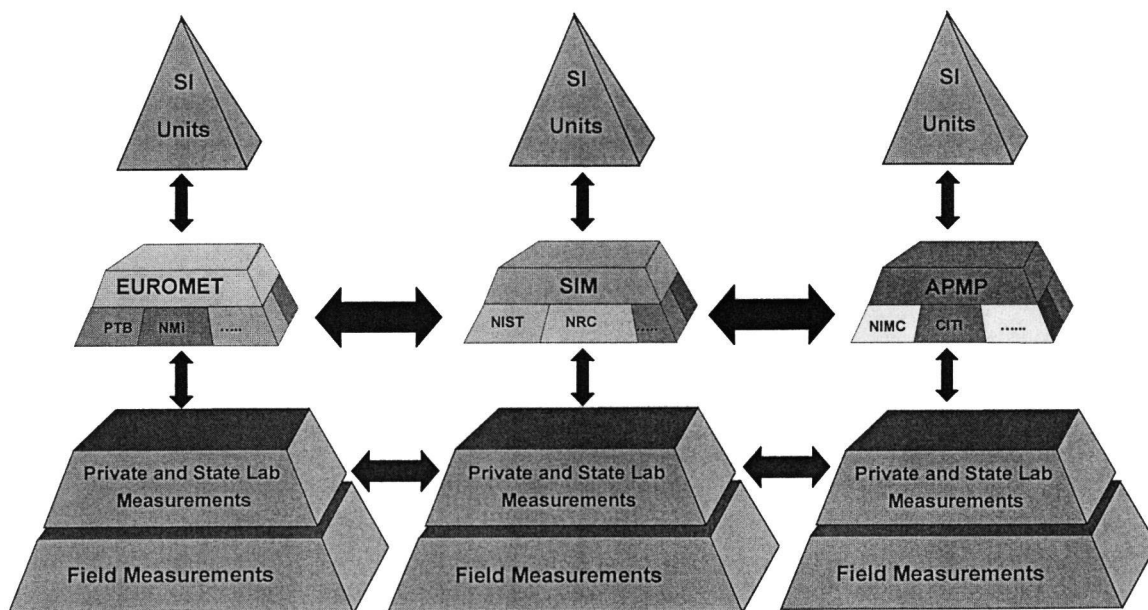 SI
Units
SI
Units
SI
Units
EUROMET
PTB NMi .....
SIM
NIST NRC .....
APMP
NIMC CITI ......
Private and State Lab
Measurements
Private and State Lab
Measurements
Private and State Lab
Measurements
Field Measurements
Field Measurements
Field Measurements